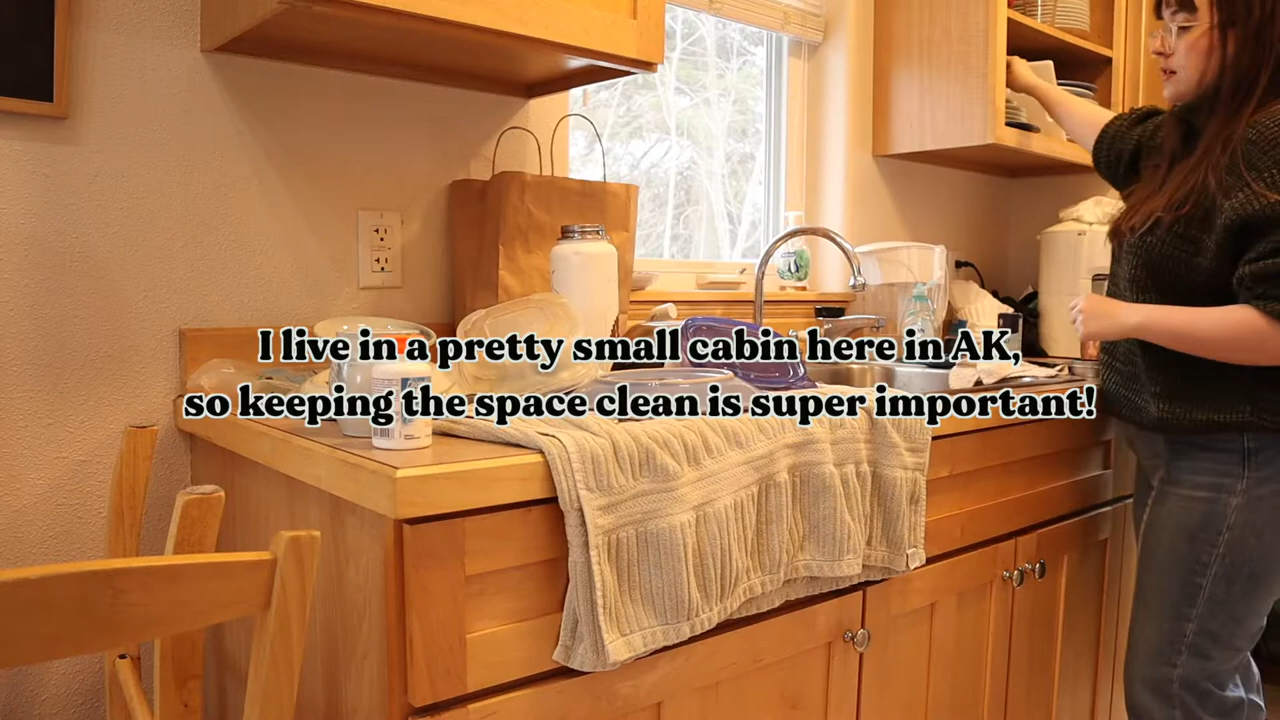 I live in a pretty small cabin here in AK,
so keeping the space clean is super important!